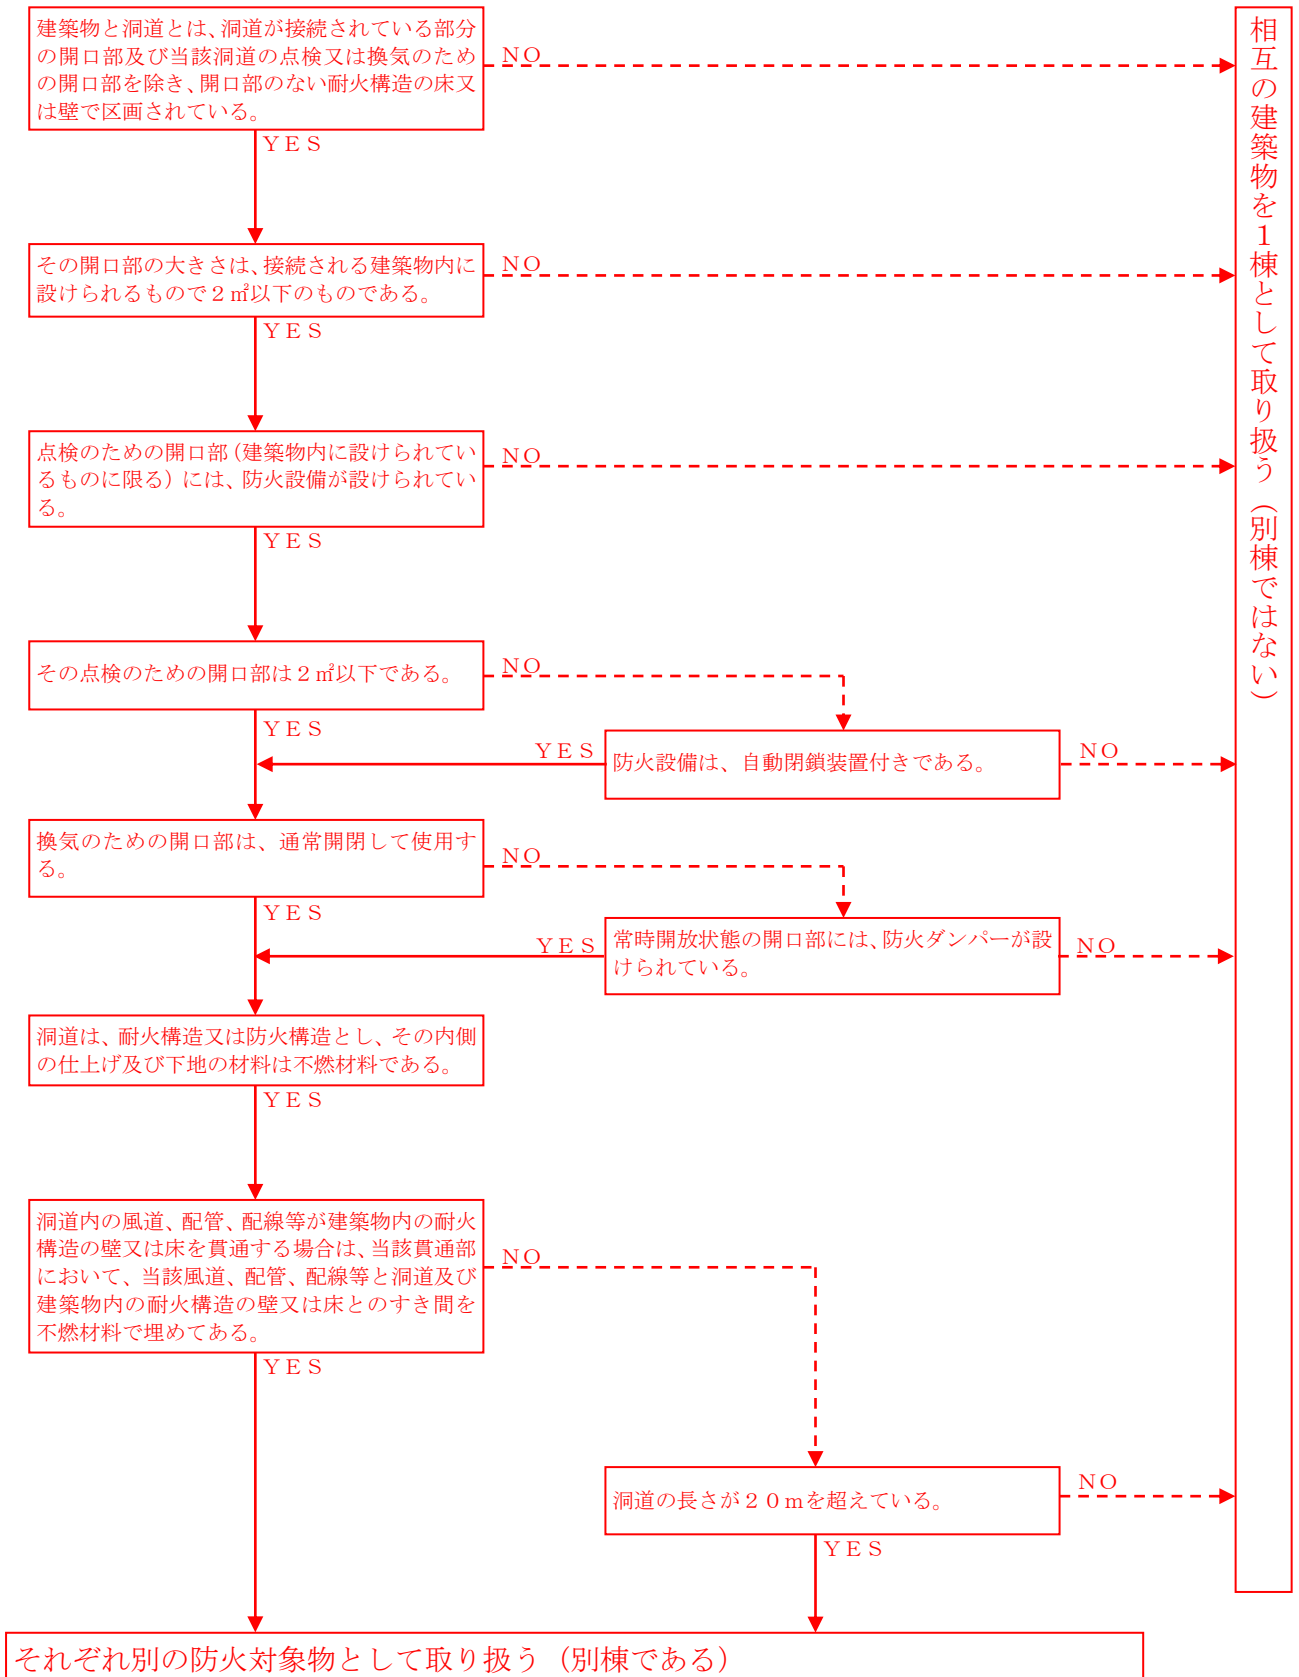 建築物と洞道とは、洞道が接続されている部分
の開口部及び当該洞道の点検又は換気のため
の開口部を除き、開口部のない耐火構造の床又
は壁で区画されている。
NO
YES
相互の建築物を１棟として取り扱う（別棟ではない）
その開口部の大きさは、接続される建築物内に
設けられるもので２㎡以下のものである。
NO
YES
点検のための開口部（建築物内に設けられてい
るものに限る）には、防火設備が設けられてい
る。
NO
YES
その点検のための開口部は２㎡以下である。
NO
YES
防火設備は、自動閉鎖装置付きである。
YES
NO
換気のための開口部は、通常開閉して使用す
る。
NO
YES
常時開放状態の開口部には、防火ダンパーが設
けられている。
YES
NO
洞道は、耐火構造又は防火構造とし、その内側
の仕上げ及び下地の材料は不燃材料である。
YES
洞道内の風道、配管、配線等が建築物内の耐火
構造の壁又は床を貫通する場合は、当該貫通部
において、当該風道、配管、配線等と洞道及び
建築物内の耐火構造の壁又は床とのすき間を
不燃材料で埋めてある。
NO
YES
洞道の長さが２０ｍを超えている。
NO
YES
それぞれ別の防火対象物として取り扱う（別棟である）